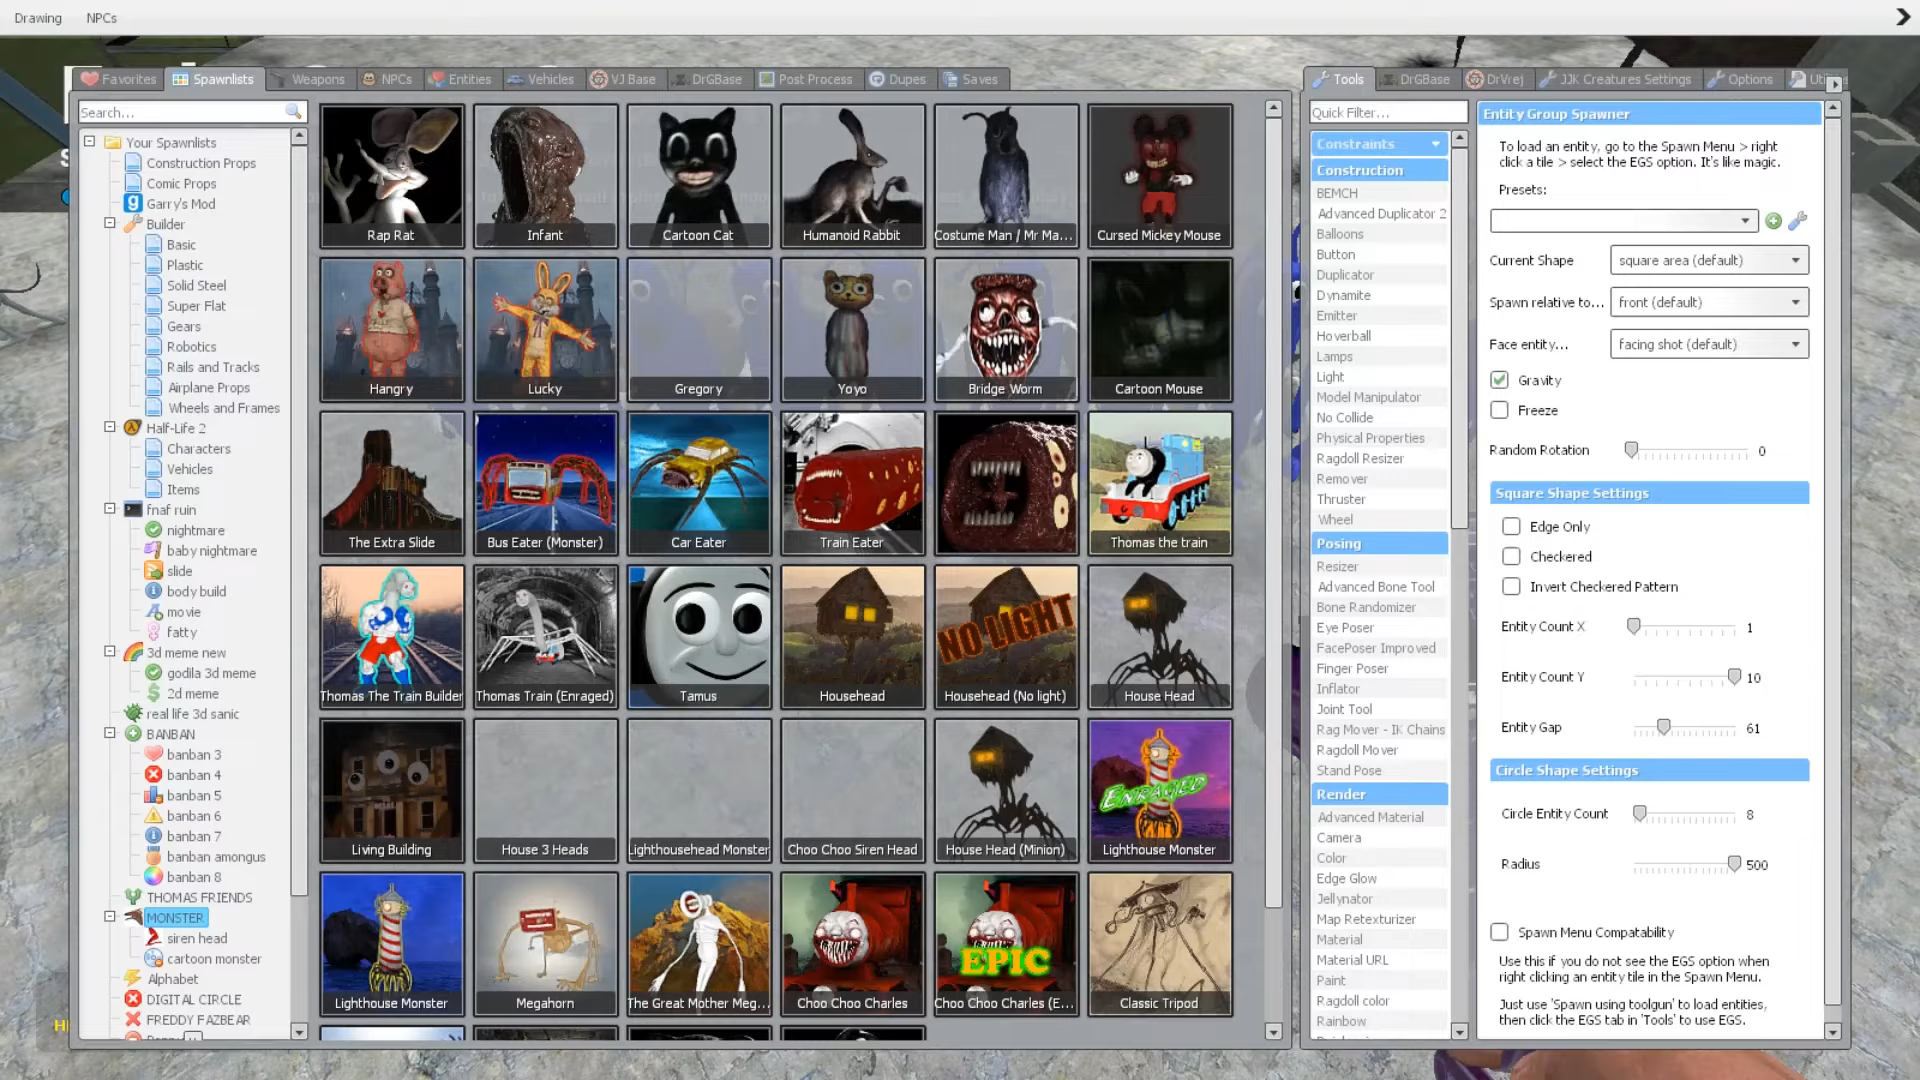 Drawing NPCs
Favorites Spawnlists Weapons NPCs Entities Vehicles VJ Base DrGBase Post Process Dupes Saves
Search...
Your Spawnlists
Construction Props
Comic Props
Garry's Mod
Builder
Basic
Plastic
Solid Steel
Super Flat
Gears
Robotics
Rails and Tracks
Airplane Props
Wheels and Frames
Half-Life 2
Characters
Vehicles
Items
fnaf ruin
nightmare
baby nightmare
slide
body build
movie
fatty
3d meme new
godila 3d meme
2d meme
real life 3d sanic
BANBAN
banban 3
banban 4
banban 5
banban 6
banban 7
banban amongus
banban 8
THOMAS FRIENDS
MONSTER
siren head
cartoon monster
Alphabet
DIGITAL CIRCLE
FREDDY FAZBEAR
Rap Rat Infant Cartoon Cat Humanoid Rabbit Costume Man / Mr Ma... Cursed Mickey Mouse
Hangry Lucky Gregory Yoyo Bridge Worm Cartoon Mouse
The Extra Slide Bus Eater (Monster) Car Eater Train Eater Thomas the train
NO LIGHT
Thomas The Train Builder Thomas Train (Enraged) Tamus Househead Househead (No light) House Head
ENRAGED
Living Building House 3 Heads Lighthousehead Monster Choo Choo Siren Head House Head (Minion) Lighthouse Monster
EPIC
Lighthouse Monster Megahorn The Great Mother Meg... Choo Choo Charles Choo Choo Charles (E... Classic Tripod
Tools DrGBase DrVrej JJK Creatures Settings Options
Quick Filter...
Constraints
Construction
BEMCH
Advanced Duplicator 2
Balloons
Button
Duplicator
Dynamite
Emitter
Hoverball
Lamps
Light
Model Manipulator
No Collide
Physical Properties
Ragdoll Resizer
Remover
Thruster
Wheel
Posing
Resizer
Advanced Bone Tool
Bone Randomizer
Eye Poser
FacePoser Improved
Finger Poser
Inflator
Joint Tool
Rag Mover - IK Chains
Ragdoll Mover
Stand Pose
Render
Advanced Material
Camera
Color
Edge Glow
Jellynator
Map Retexturizer
Material
Material URL
Paint
Ragdoll color
Rainbow
Entity Group Spawner
To load an entity, go to the Spawn Menu > right
click a tile > select the EGS option. It's like magic.
Presets:
Current Shape square area (default)
Spawn relative to... front (default)
Face entity... facing shot (default)
Gravity
Freeze
Random Rotation 0
Square Shape Settings
Edge Only
Checkered
Invert Checkered Pattern
Entity Count X 1
Entity Count Y 10
Entity Gap 61
Circle Shape Settings
Circle Entity Count 8
Radius 500
Spawn Menu Compatability
Use this if you do not see the EGS option when
right clicking an entity tile in the Spawn Menu.
Just use 'Spawn using toolgun' to load entities,
then click the EGS tab in 'Tools' to use EGS.